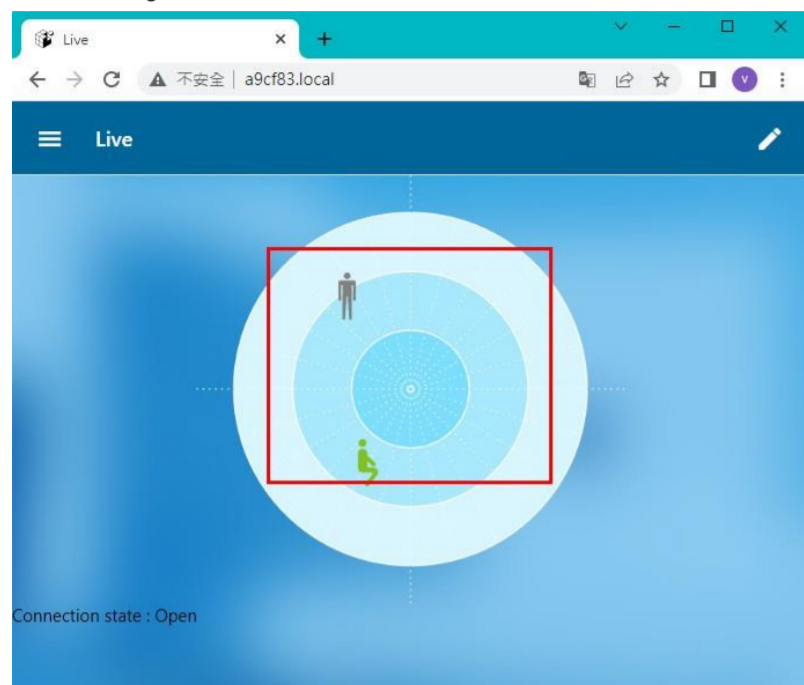 Live
不安全 | a9cf83.local
V
Live
Connection state : Open